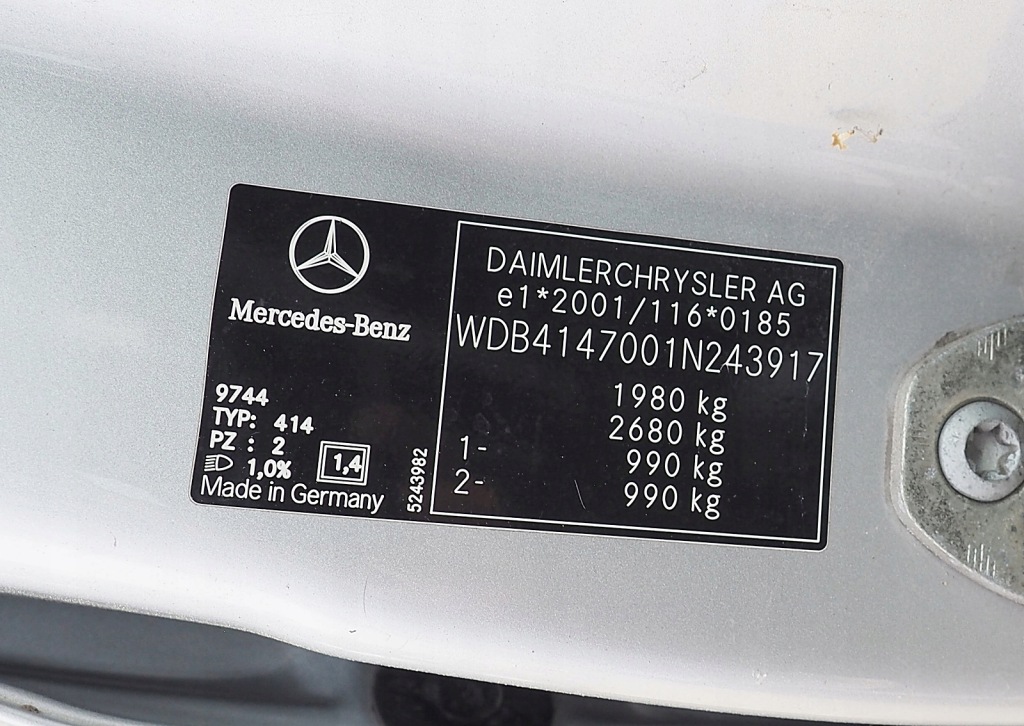 Mercedes-Benz
9744
TYP: 414
PZ : 2
1,0%
1,4
Made in Germany
5243982
DAIMLERCHRYSLER AG
e1*2001/116*0185
WDB4147001N243917
1980 kg
2680 kg
1- 990 kg
2- 990 kg